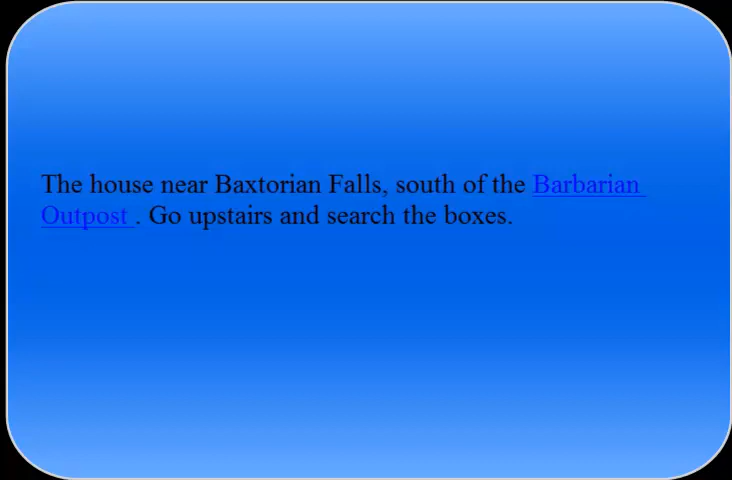 The house near Baxtorian Falls, south of the Barbarian
Outpost . Go upstairs and search the boxes.